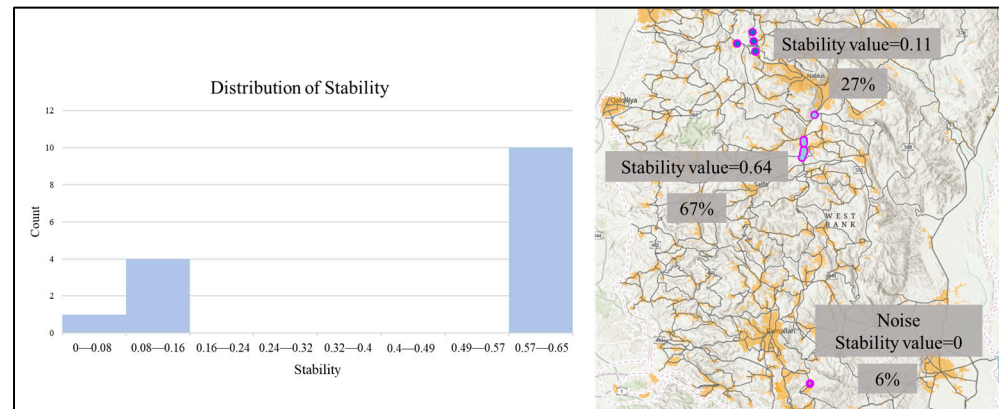 Distribution of Stability
12
10
8
6
4
2
0
Count
0—0.08
0.08—0.16
0.16—0.24
0.24—0.32
0.32—0.4
0.4—0.49
0.49—0.57
0.57—0.65
Stability
Stability value=0.11
27%
Nablus
Qalqiliya
Stability value=0.64
67%
WEST
BANK
Ramallah
Noise
Stability value=0
6%